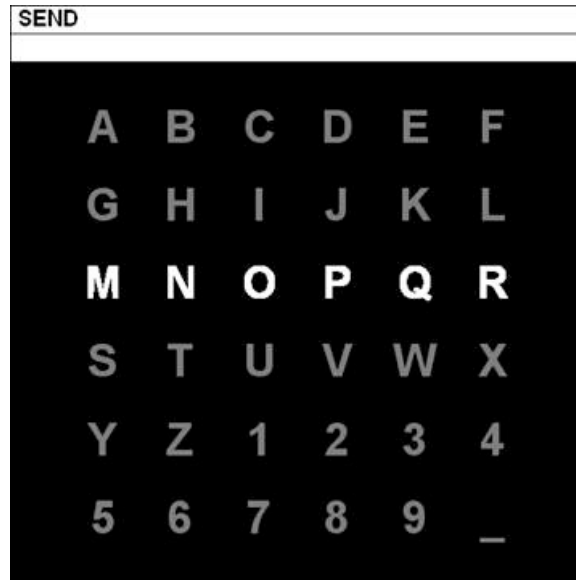 SEND
A B C D E F
G H I J K L
M N O P Q R
S T U V W X
Y Z 1 2 3 4
5 6 7 8 9 _